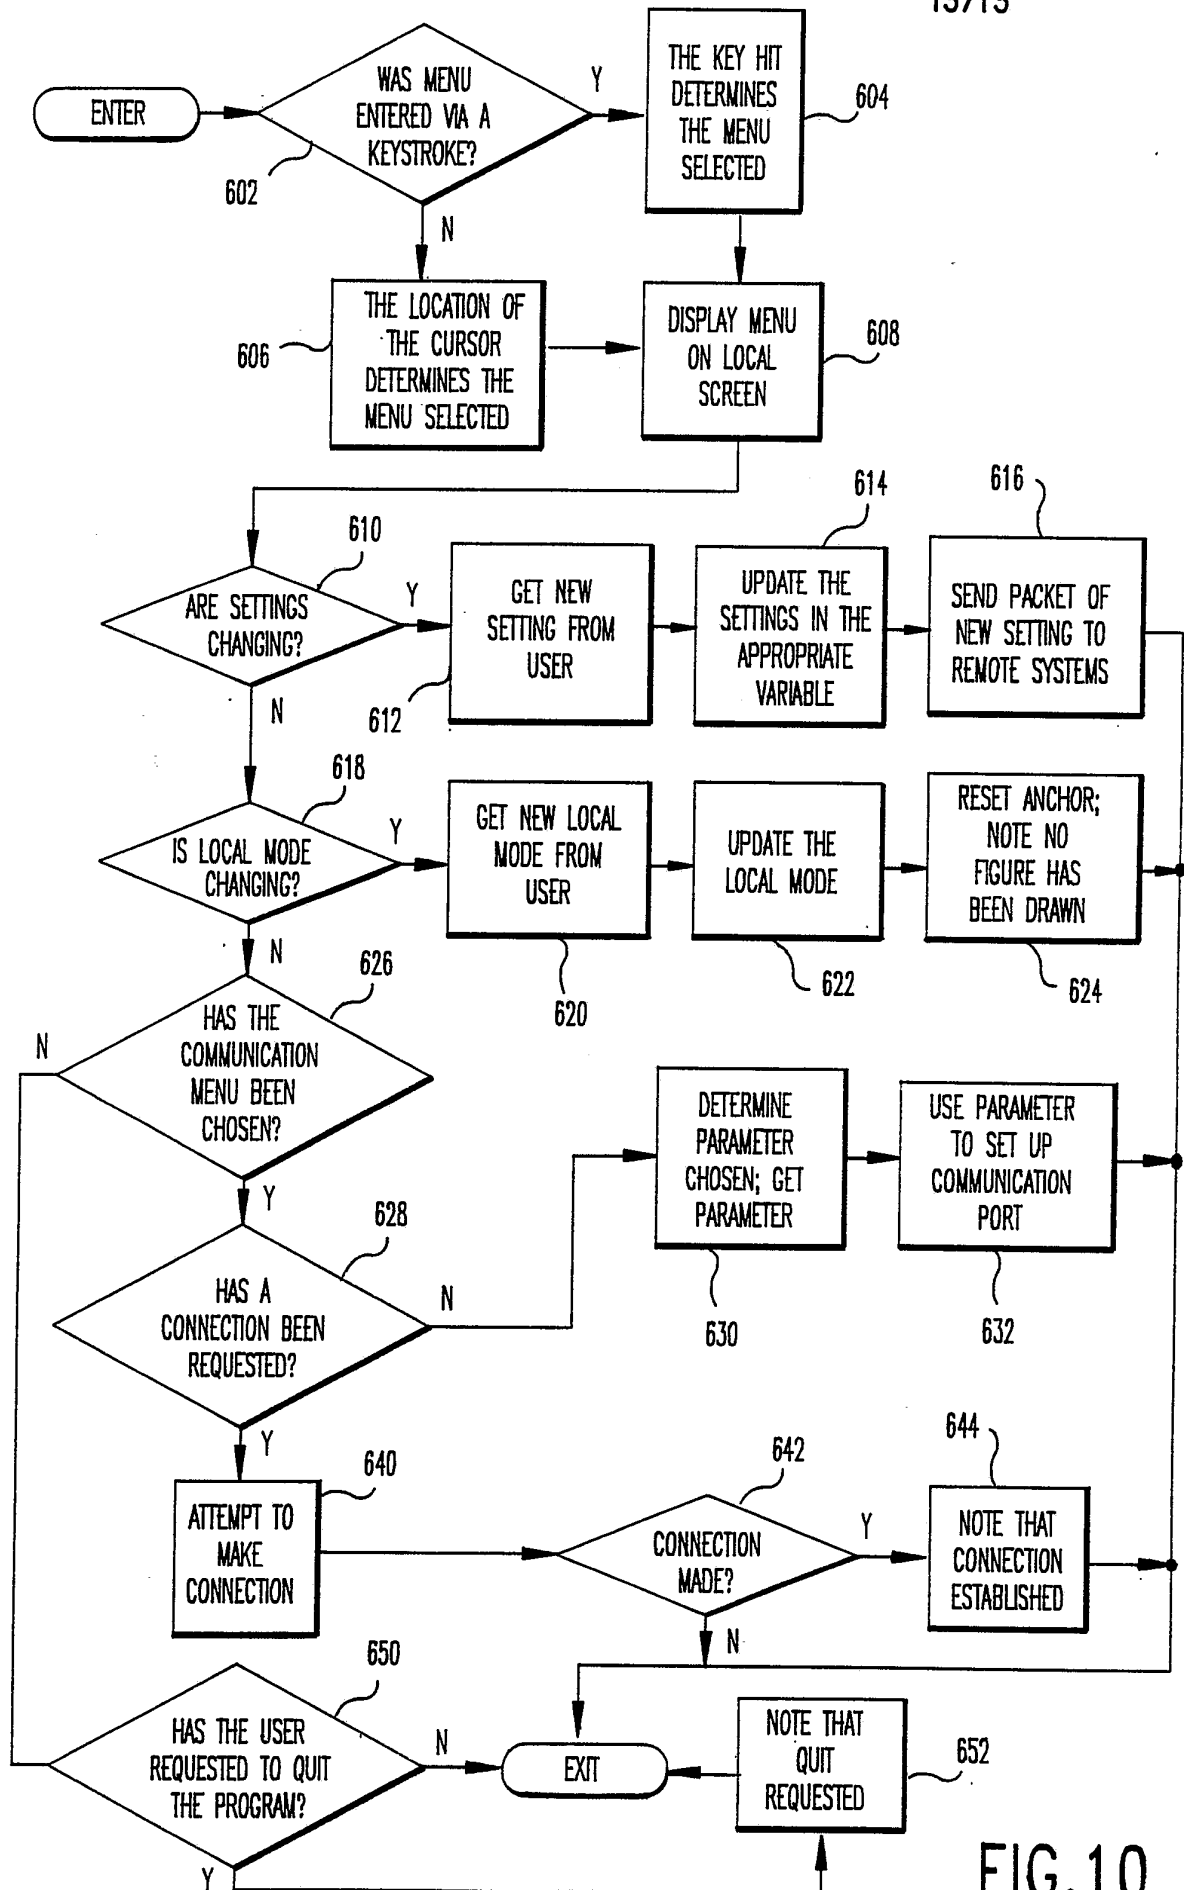 13/13
ENTER
WAS MENU
ENTERED VIA A
KEYSTROKE?
602
Y
N
THE KEY HIT
DETERMINES
THE MENU
SELECTED
604
THE LOCATION OF
THE CURSOR
DETERMINES THE
MENU SELECTED
606
DISPLAY MENU
ON LOCAL
SCREEN
608
ARE SETTINGS
CHANGING?
610
Y
N
GET NEW
SETTING FROM
USER
612
UPDATE THE
SETTINGS IN THE
APPROPRIATE
VARIABLE
614
SEND PACKET OF
NEW SETTING TO
REMOTE SYSTEMS
616
IS LOCAL MODE
CHANGING?
618
Y
N
GET NEW LOCAL
MODE FROM
USER
620
UPDATE THE
LOCAL MODE
622
RESET ANCHOR;
NOTE NO
FIGURE HAS
BEEN DRAWN
624
HAS THE
COMMUNICATION
MENU BEEN
CHOSEN?
626
N
Y
HAS A
CONNECTION BEEN
REQUESTED?
628
N
Y
DETERMINE
PARAMETER
CHOSEN; GET
PARAMETER
630
USE PARAMETER
TO SET UP
COMMUNICATION
PORT
632
ATTEMPT TO
MAKE
CONNECTION
640
CONNECTION
MADE?
642
Y
N
NOTE THAT
CONNECTION
ESTABLISHED
644
HAS THE USER
REQUESTED TO QUIT
THE PROGRAM?
650
N
Y
EXIT
NOTE THAT
QUIT
REQUESTED
652
FIG.10